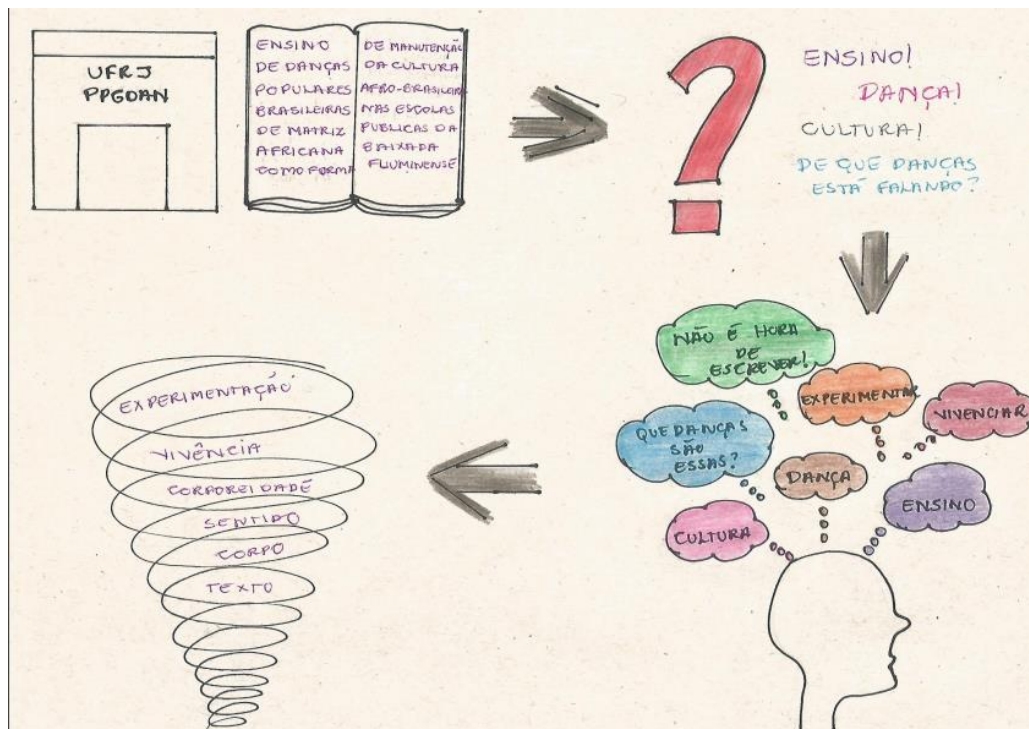 UFRJ
PPGDAN
ENSINO
DE DANÇAS
POPULARES
BRASILEIRAS
DE MATRIZ
AFRICANA
COMO FORMA
DE MANUTENÇÃO
DA CULTURA
AFRO-BRASILEIRA
NAS ESCOLAS
PUBLICAS DA
BAIXADA
FLUMINENSE
?
ENSINO!
DANÇA!
CULTURA!
DE QUE DANÇAS
ESTÁ FALANDO?
NÃO É HORA
DE
ESCREVER!
EXPERIMENTAR
VIVENCIAR
QUE DANÇAS
SÃO
ESSAS?
DANÇA
ENSINO
CULTURA
EXPERIMENTAÇÃO
VIVÊNCIA
CORPOREIDADE
SENTIDO
CORPO
TEXTO